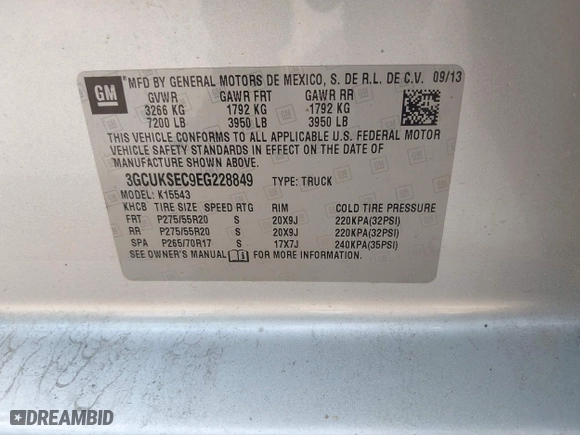 GM
*MFD BY GENERAL MOTORS DE MEXICO, S. DE R.L. DE C.V. 09/13
GVWR GAWR FRT GAWR RR
3266 KG 1792 KG 1792 KG
7200 LB 3950 LB 3950 LB
THIS VEHICLE CONFORMS TO ALL APPLICABLE U.S. FEDERAL MOTOR
VEHICLE SAFETY STANDARDS IN EFFECT ON THE DATE OF
MANUFACTURE SHOWN ABOVE.
3GCUKSEC9EG228849 TYPE: TRUCK
MODEL: K15543
KHCB TIRE SIZE SPEED RTG RIM COLD TIRE PRESSURE
FRT P275/55R20 S 20X9J 220KPA(32PSI)
RR P275/55R20 S 20X9J 220KPA(32PSI)
SPA P265/70R17 S 17X7J 240KPA(35PSI)
SEE OWNER'S MANUAL FOR MORE INFORMATION
DREAMBID